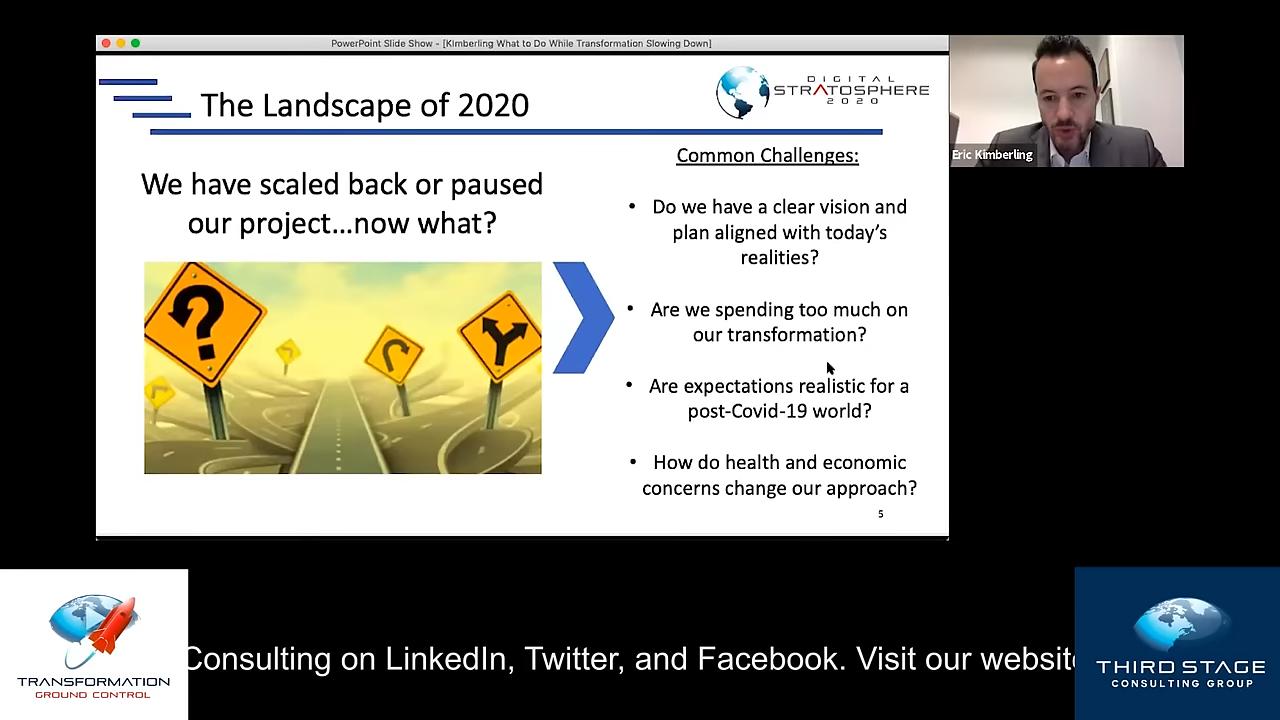 PowerPoint Slide Show - [KImberling What to Do While Transformation Slowing Down]
The Landscape of 2020
DIGITAL
STRATOSPHERE
2020
Eric Kimberling
We have scaled back or paused
our project...now what?
Common Challenges:
• Do we have a clear vision and
plan aligned with today's
realities?
• Are we spending too much on
our transformation?
• Are expectations realistic for a
post-Covid-19 world?
• How do health and economic
concerns change our approach?
5
TRANSFORMATION
GROUND CONTROL
Consulting on LinkedIn, Twitter, and Facebook. Visit our website
THIRD STAGE
CONSULTING GROUP